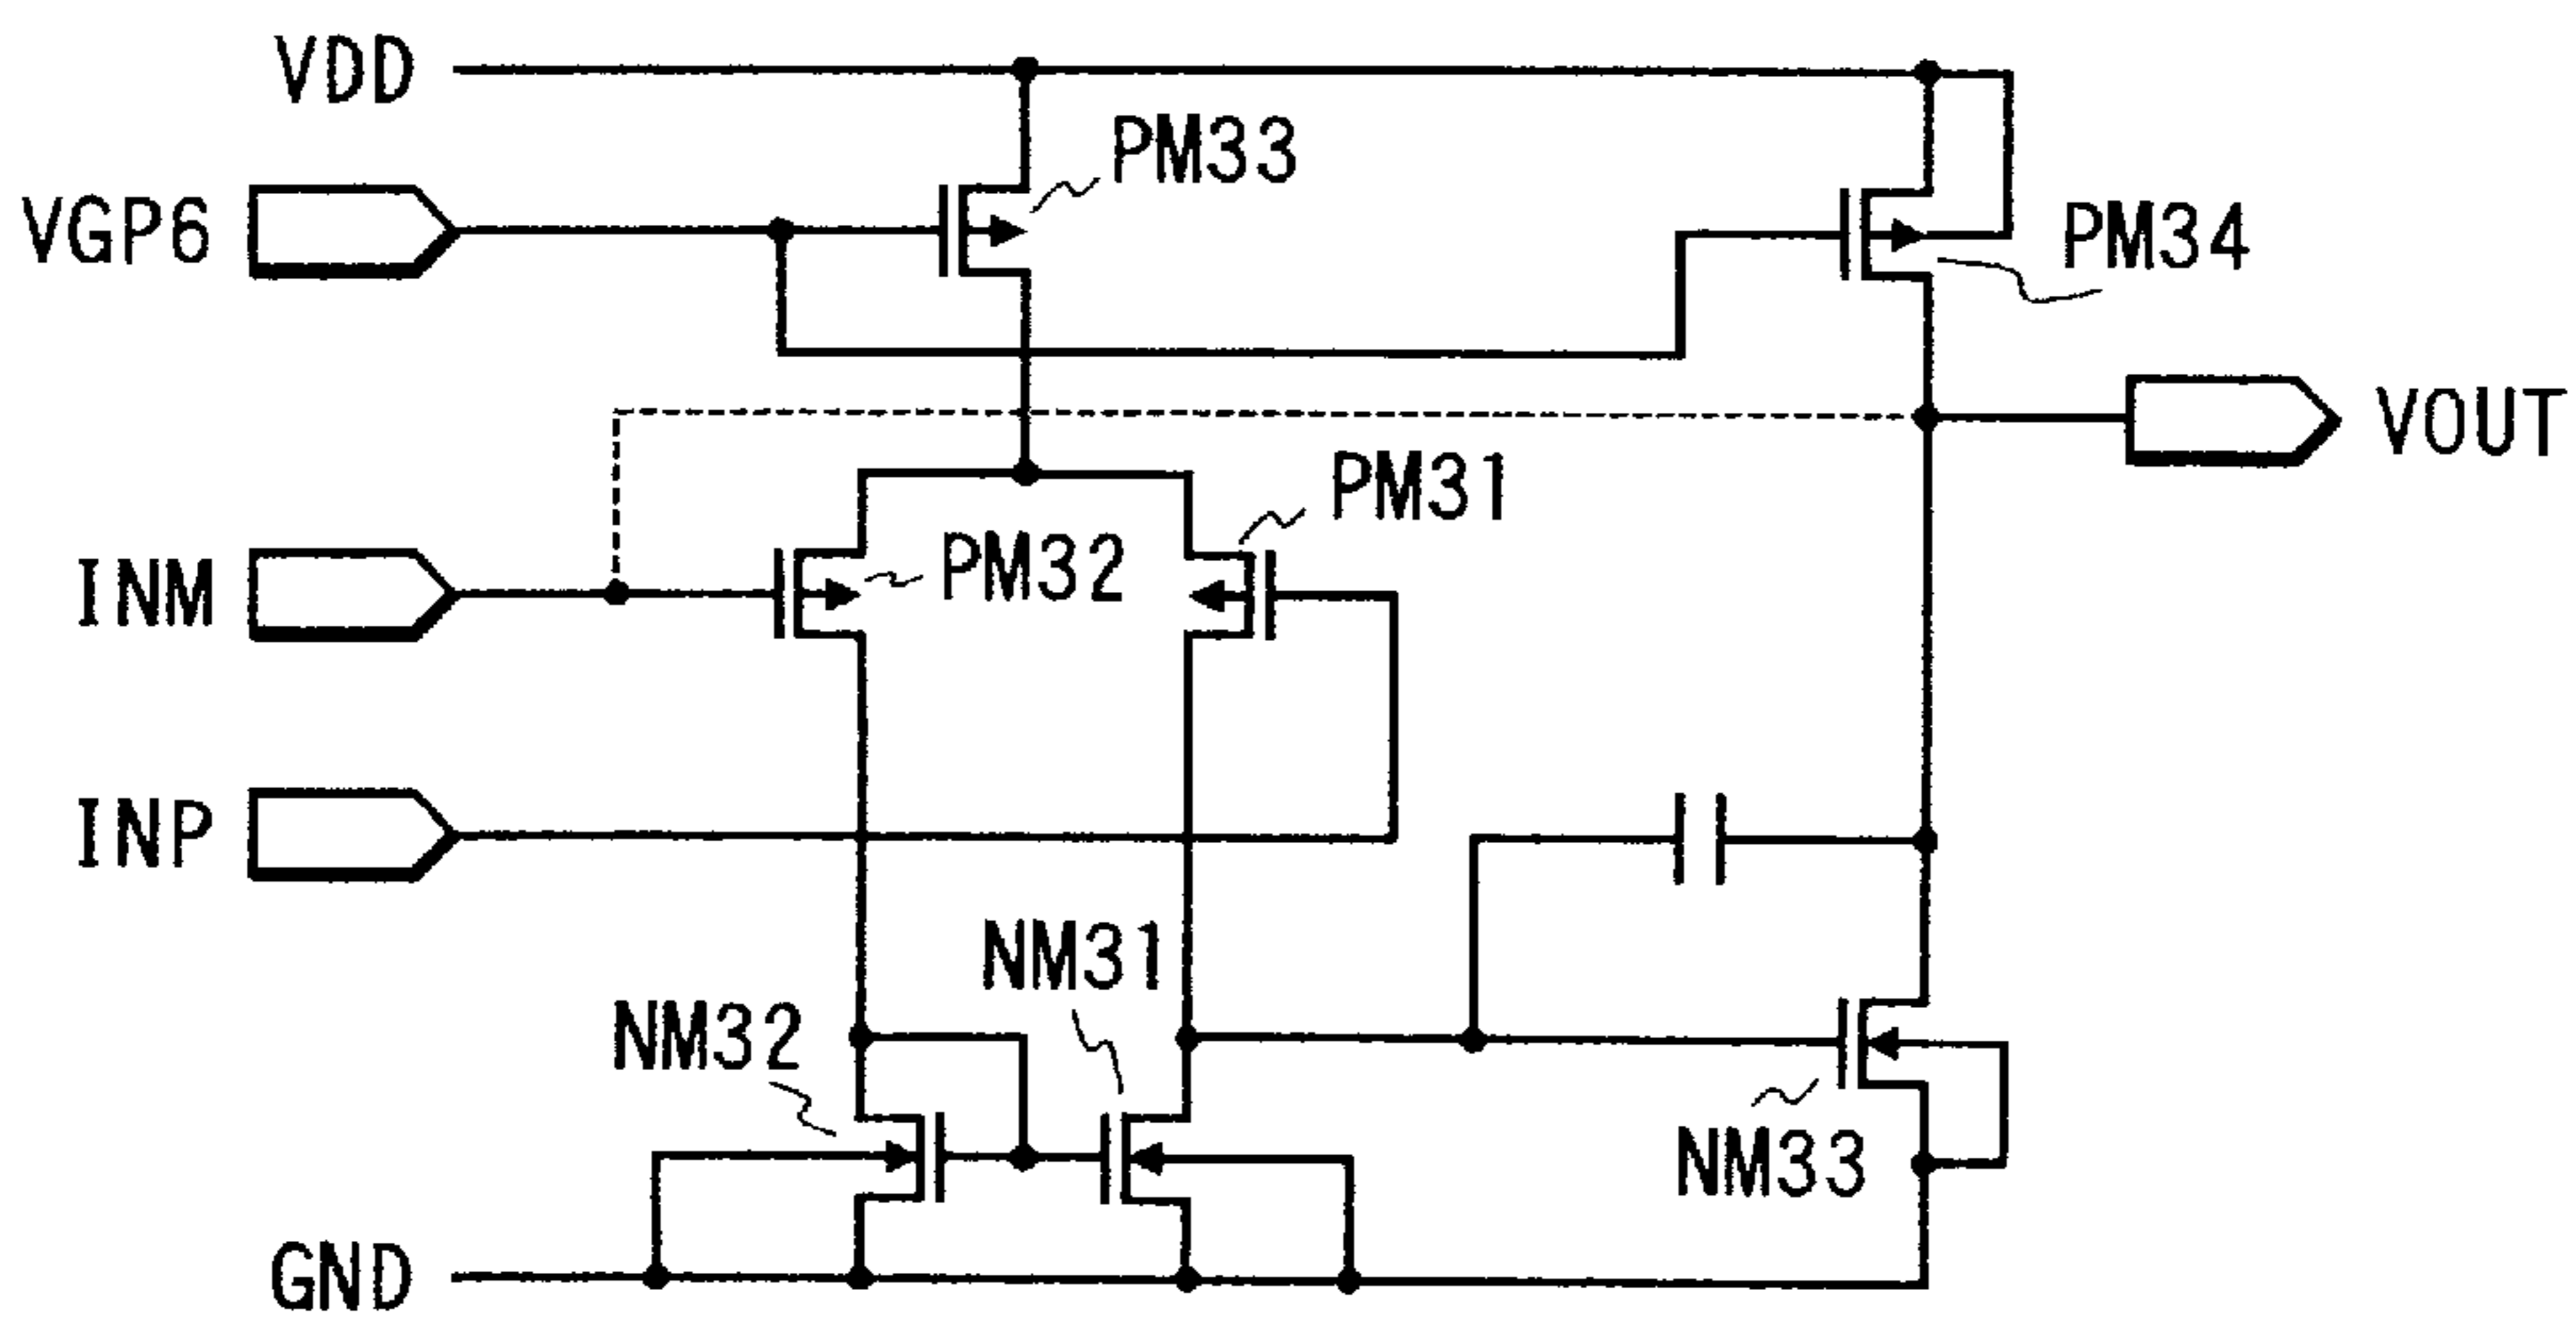 VDD
PM33
VGP6
PM34
VOUT
PM31
INM
PM32
INP
NM31
NM32
NM33
GND